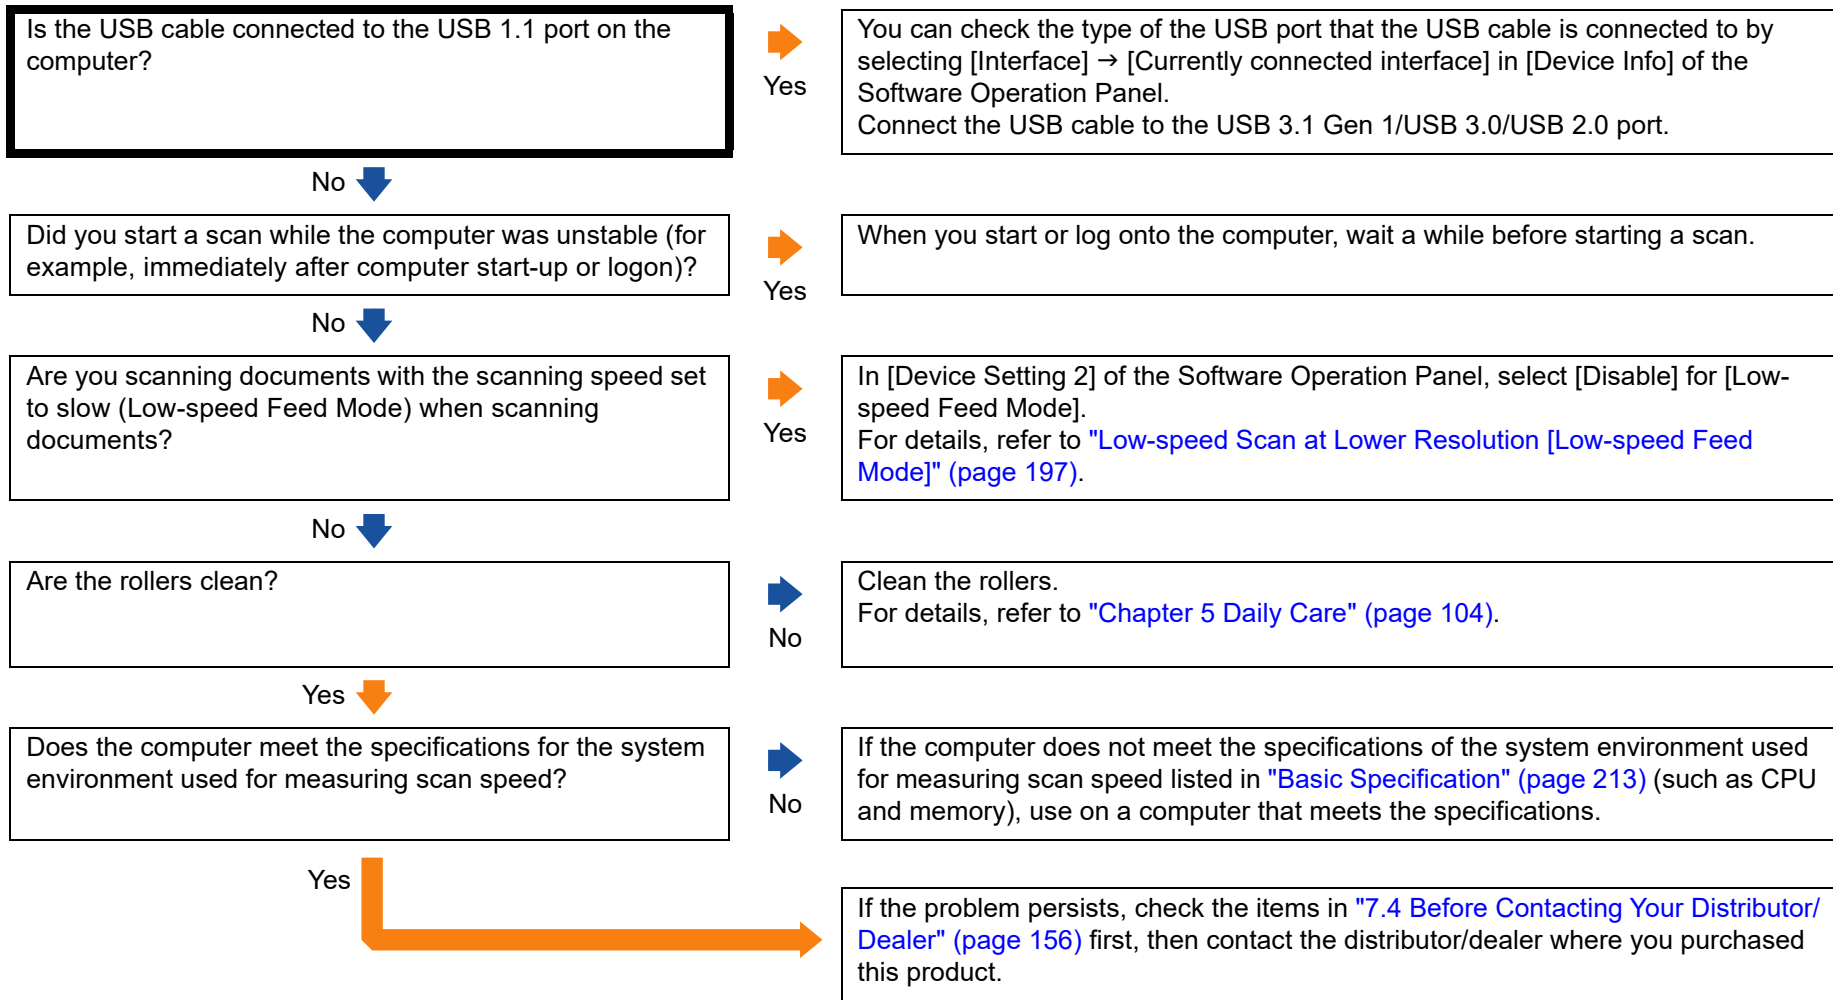 Is the USB cable connected to the USB 1.1 port on the
computer?
Yes
You can check the type of the USB port that the USB cable is connected to by
selecting [Interface] → [Currently connected interface] in [Device Info] of the
Software Operation Panel.
Connect the USB cable to the USB 3.1 Gen 1/USB 3.0/USB 2.0 port.
No
Did you start a scan while the computer was unstable (for
example, immediately after computer start-up or logon)?
Yes
When you start or log onto the computer, wait a while before starting a scan.
No
Are you scanning documents with the scanning speed set
to slow (Low-speed Feed Mode) when scanning
documents?
Yes
In [Device Setting 2] of the Software Operation Panel, select [Disable] for [Low-
speed Feed Mode].
For details, refer to "Low-speed Scan at Lower Resolution [Low-speed Feed
Mode]" (page 197).
No
Are the rollers clean?
No
Clean the rollers.
For details, refer to "Chapter 5 Daily Care" (page 104).
Yes
Does the computer meet the specifications for the system
environment used for measuring scan speed?
No
If the computer does not meet the specifications of the system environment used
for measuring scan speed listed in "Basic Specification" (page 213) (such as CPU
and memory), use on a computer that meets the specifications.
Yes
If the problem persists, check the items in "7.4 Before Contacting Your Distributor/
Dealer" (page 156) first, then contact the distributor/dealer where you purchased
this product.